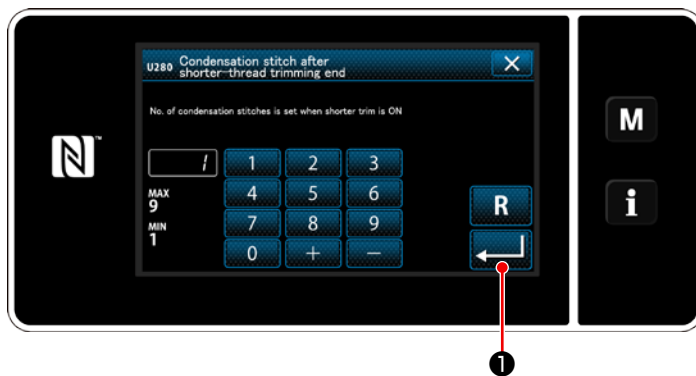 U280 Condensation stitch after
shorter-thread trimming end
No. of condensation stitches is set when shorter trim is ON
1
1 2 3
MAX
9
4 5 6
MIN
1
7 8 9
0 + −
R
M
i
N
❶